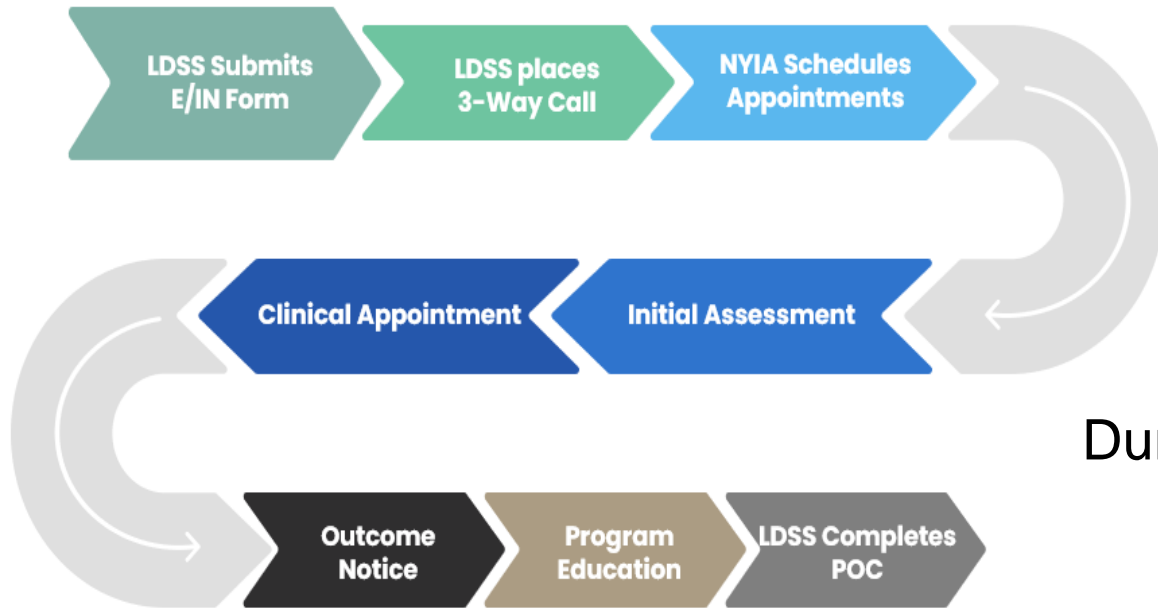 LDSS Submits
E/IN Form
LDSS places
3-Way Call
NYIA Schedules
Appointments
Initial Assessment
Clinical Appointment
Outcome
Notice
Program
Education
LDSS Completes
POC